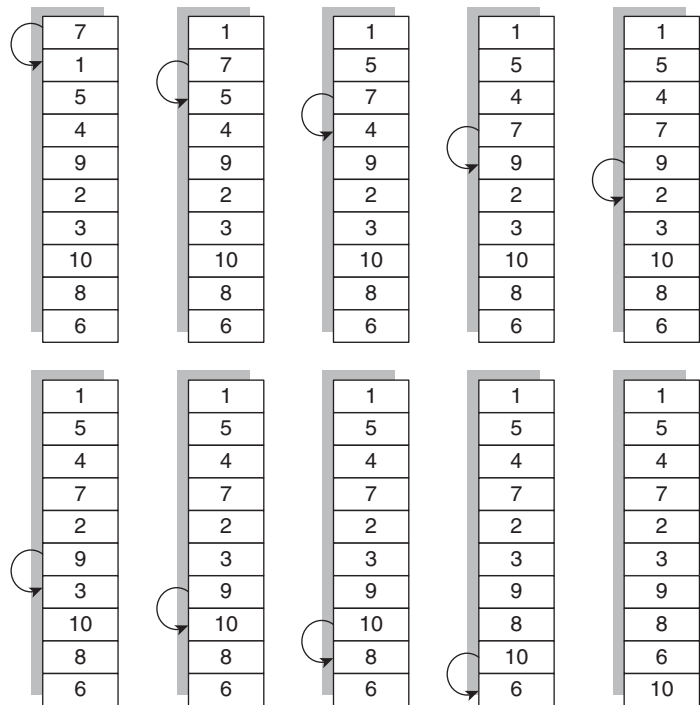 7 1 1 1 1
1 7 5 5 5
5 5 7 4 4
4 4 4 7 7
9 9 9 9 9
2 2 2 2 2
3 3 3 3 3
10 10 10 10 10
8 8 8 8 8
6 6 6 6 6
1 1 1 1 1
5 5 5 5 5
4 4 4 4 4
7 7 7 7 7
2 2 2 2 2
9 3 3 3 3
3 9 9 9 9
10 10 10 8 8
8 8 8 10 6
6 6 6 6 10